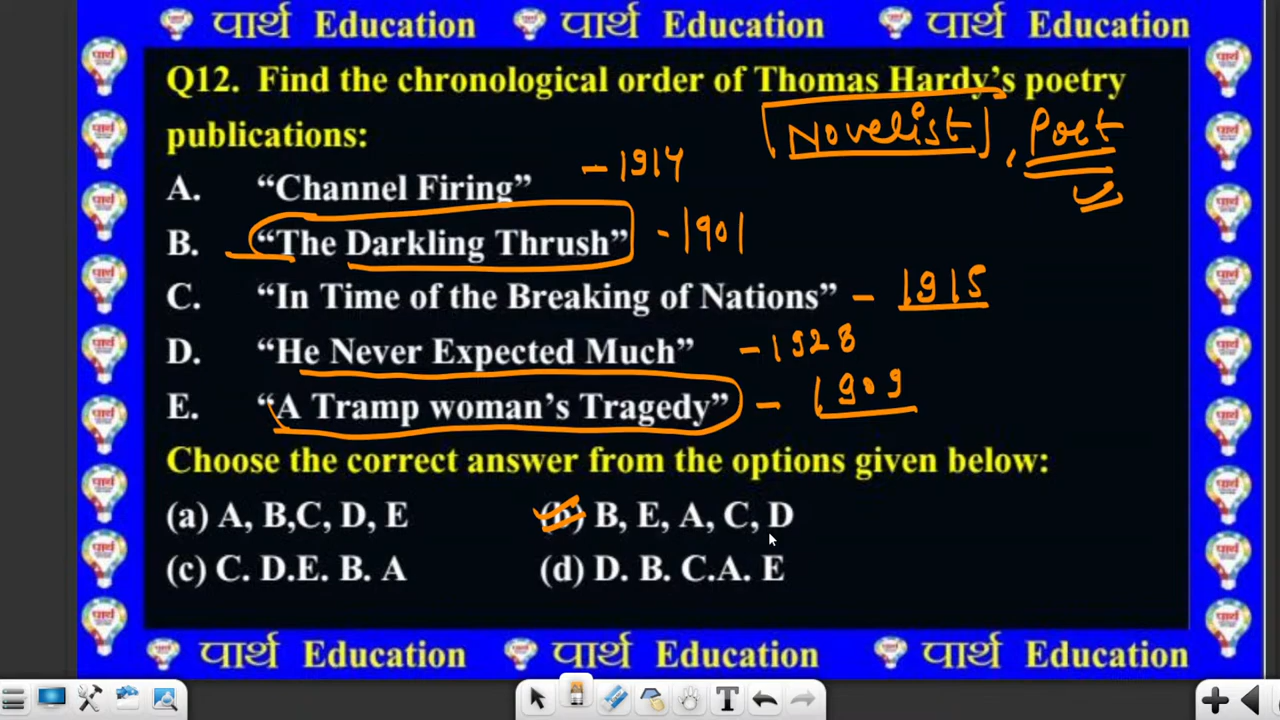 पार्थ Education पार्थ Education पार्थ Education
Q12. Find the chronological order of Thomas Hardy's poetry
publications:
[Novelist], Poet
A. “Channel Firing” - 1914
B. “The Darkling Thrush” - 1901
C. “In Time of the Breaking of Nations” - 1915
D. “He Never Expected Much” - 1928
E. “A Tramp woman’s Tragedy” - 1909
Choose the correct answer from the options given below:
(a) A, B,C, D, E (b) B, E, A, C, D
(c) C. D.E. B. A (d) D. B. C.A. E
पार्थ Education पार्थ Education पार्थ Education
T